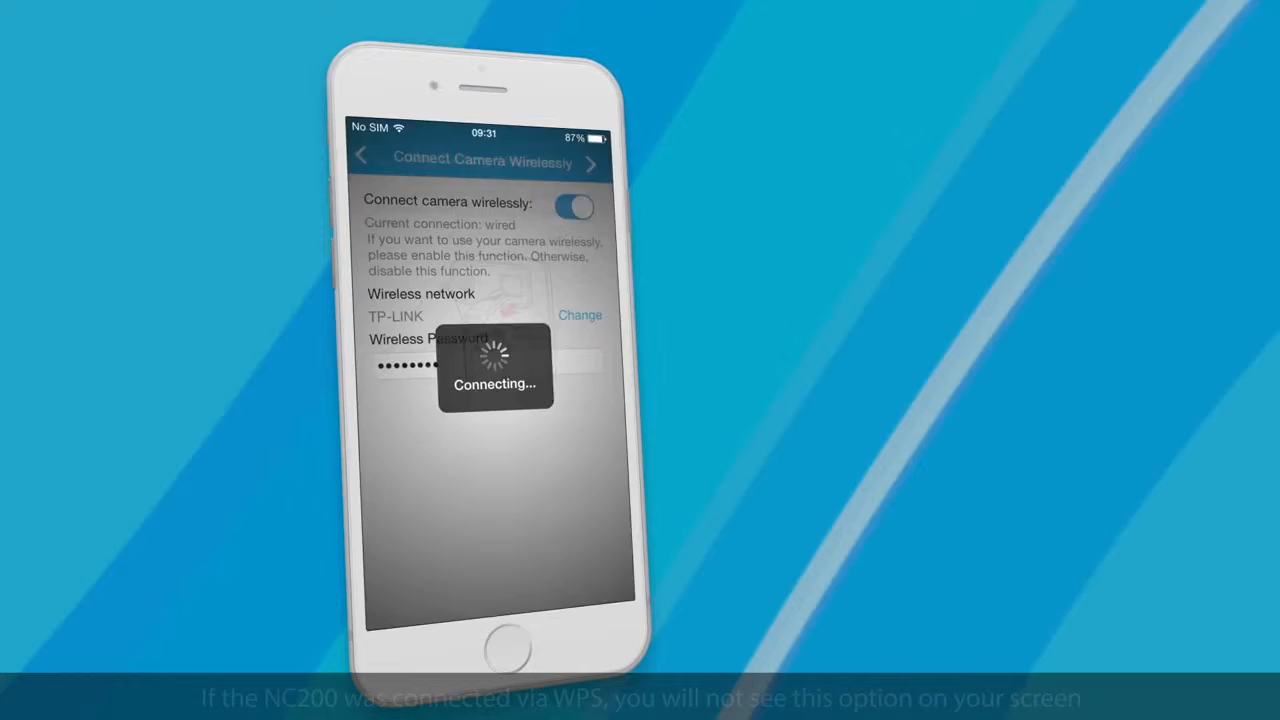 No SIM
09:31
87%
Connect Camera Wirelessly
Connect camera wirelessly:
Current connection: wired
If you want to use your camera wirelessly,
please enable this function. Otherwise,
disable this function.
Wireless network
TP-LINK
Change
Wireless Password
Connecting...
If the NC200 was connected via WPS, you will not see this option on your screen